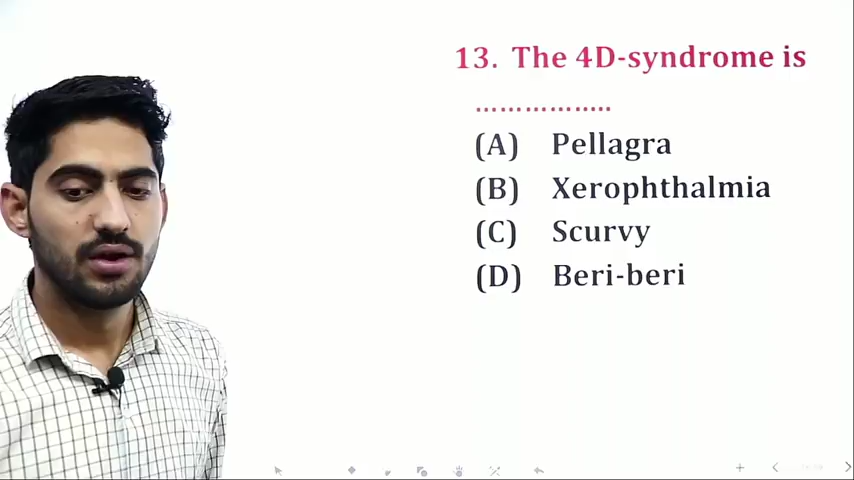 13. The 4D-syndrome is
..................
(A) Pellagra
(B) Xerophthalmia
(C) Scurvy
(D) Beri-beri